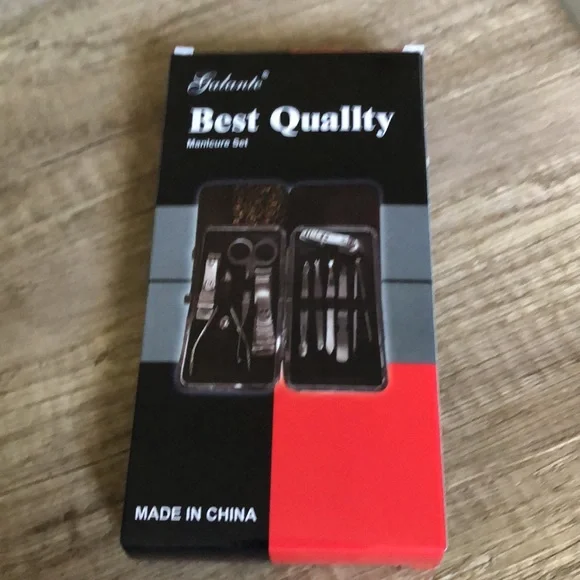 Galante®
Best Quallty
Manicure Set
MADE IN CHINA